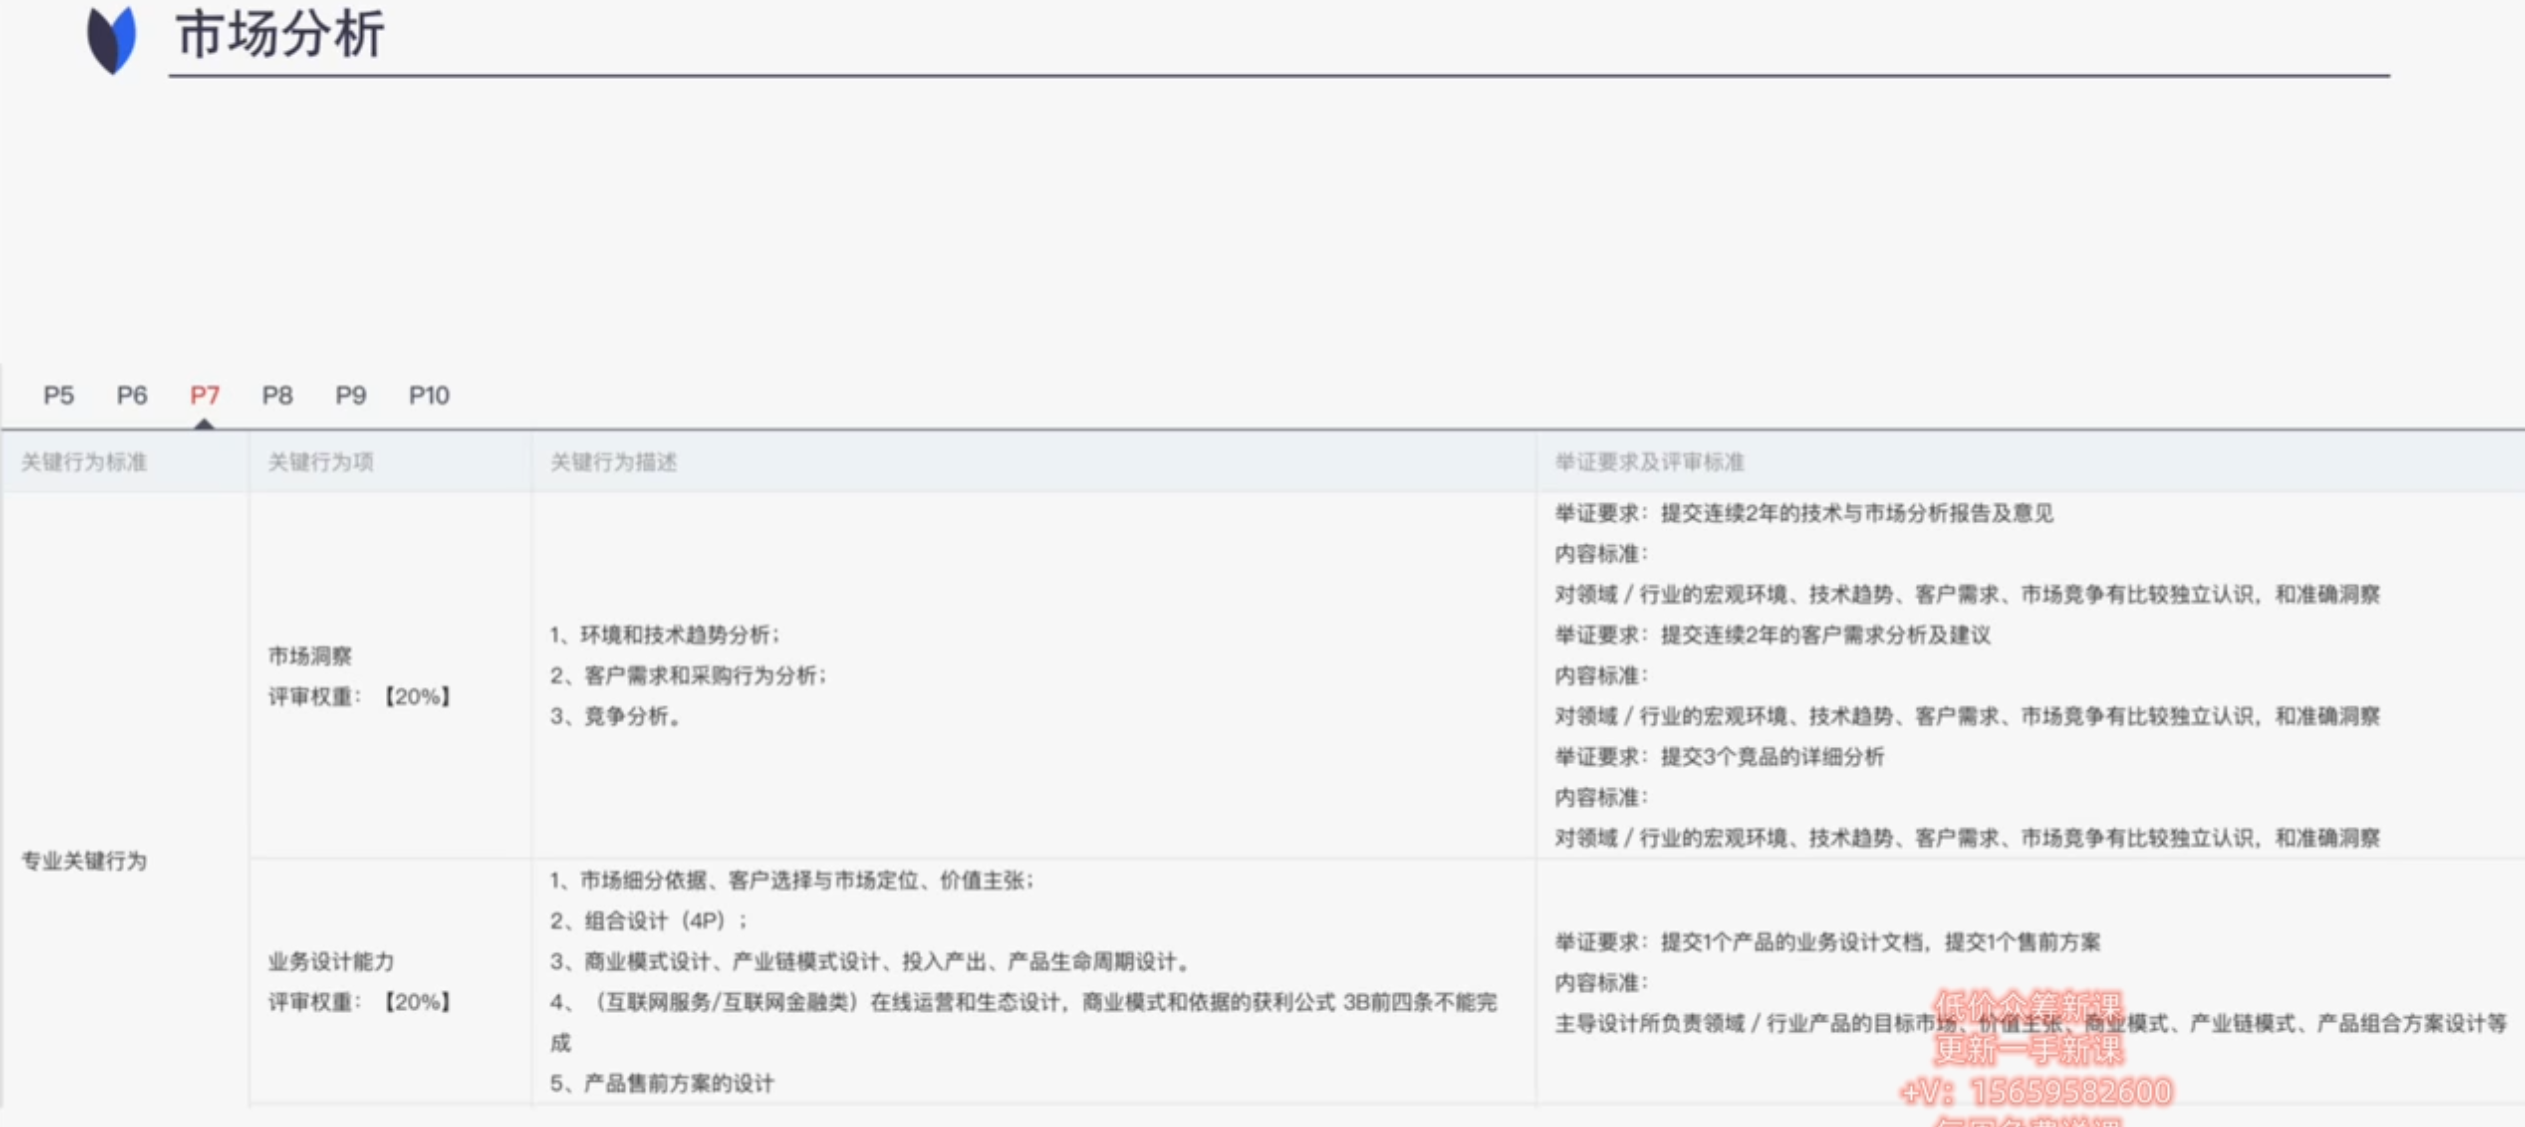 市场分析
P5 P6 P7 P8 P9 P10
关键行为标准 关键行为项 关键行为描述 举证要求及评审标准
专业关键行为
市场洞察
评审权重：【20%】
1、环境和技术趋势分析；
2、客户需求和采购行为分析；
3、竞争分析。
举证要求：提交连续2年的技术与市场分析报告及意见
内容标准：
对领域 / 行业的宏观环境、技术趋势、客户需求、市场竞争有比较独立认识，和准确洞察
举证要求：提交连续2年的客户需求分析及建议
内容标准：
对领域 / 行业的宏观环境、技术趋势、客户需求、市场竞争有比较独立认识，和准确洞察
举证要求：提交3个竞品的详细分析
内容标准：
对领域 / 行业的宏观环境、技术趋势、客户需求、市场竞争有比较独立认识，和准确洞察
业务设计能力
评审权重：【20%】
1、市场细分依据、客户选择与市场定位、价值主张；
2、组合设计（4P）；
3、商业模式设计、产业链模式设计、投入产出、产品生命周期设计。
4、（互联网服务/互联网金融类）在线运营和生态设计，商业模式和依据的获利公式 3B前四条不能完
成
5、产品售前方案的设计
举证要求：提交1个产品的业务设计文档，提交1个售前方案
内容标准：
主导设计所负责领域 / 行业产品的目标市场、价值主张、商业模式、产业链模式、产品组合方案设计等
低价众筹新课
更新一手新课
+V：15659582600